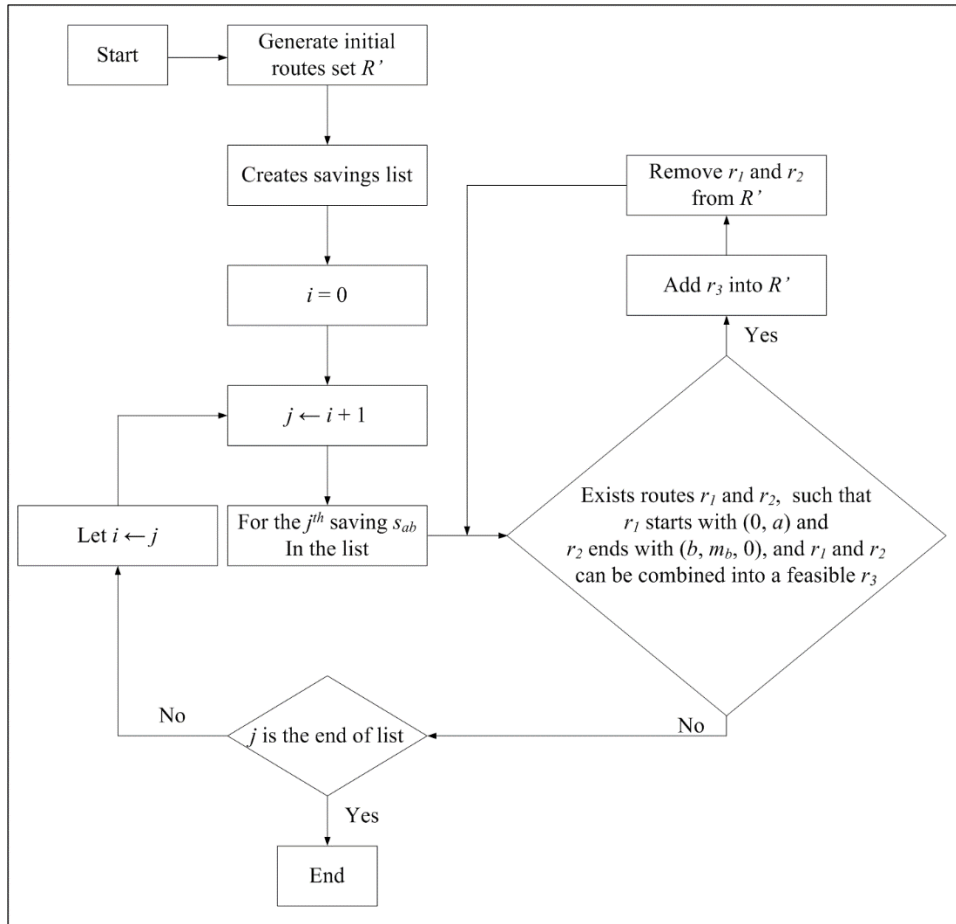 Start
Generate initial
routes set R’
Creates savings list
i = 0
j ← i + 1
For the jth saving sab
In the list
Remove r1 and r2
from R’
Add r3 into R’
Yes
Exists routes r1 and r2, such that
r1 starts with (0, a) and
r2 ends with (b, mb, 0), and r1 and r2
can be combined into a feasible r3
No
Let i ← j
No
j is the end of list
Yes
End